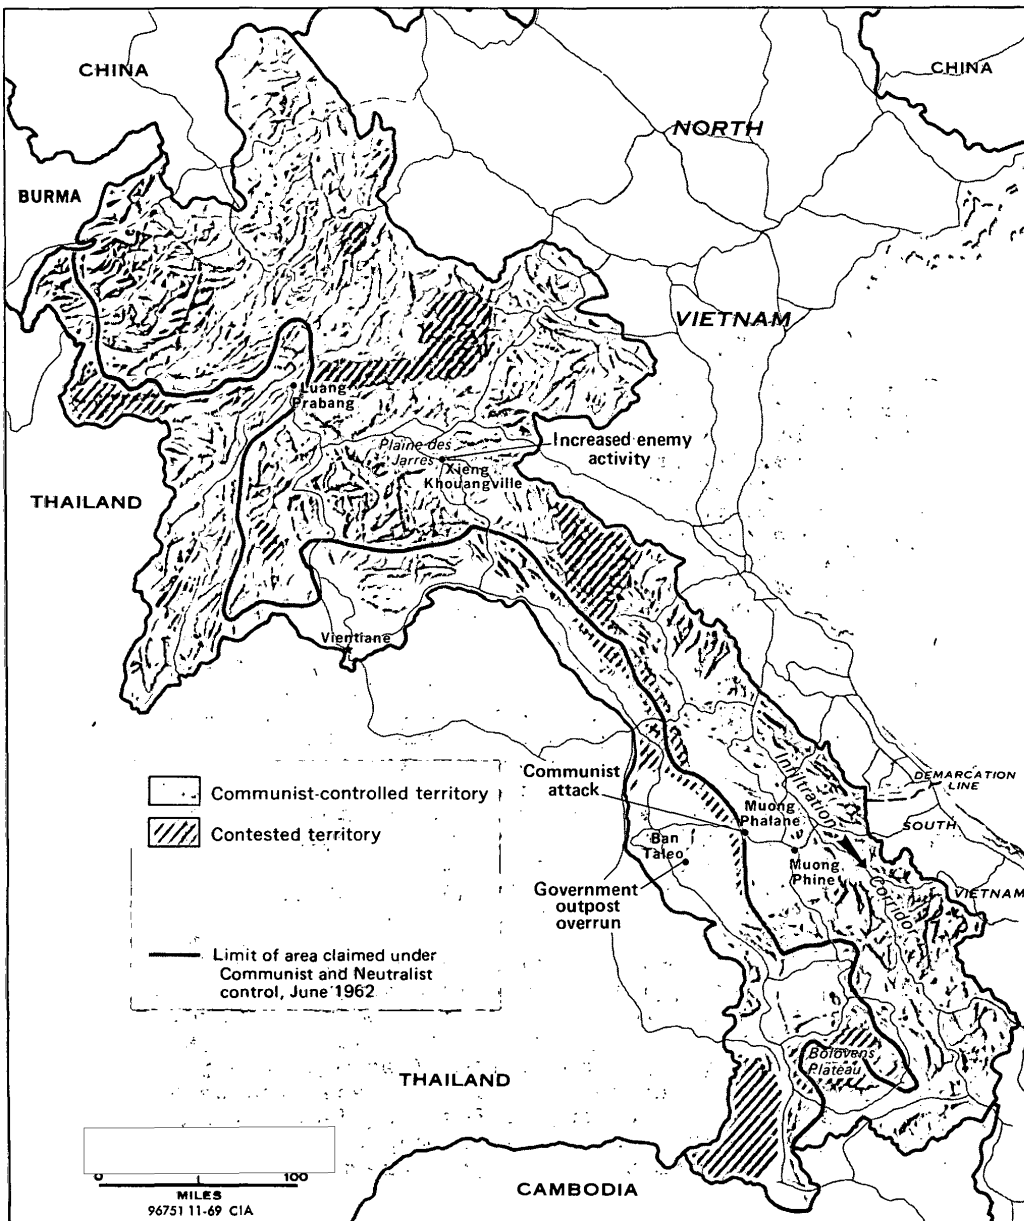 CHINA
CHINA
NORTH
BURMA
VIETNAM
Luang
Prabang
Plaine des
Jarres
Xieng
Khouangville
Increased enemy
activity
THAILAND
Vientiane
Communist-controlled territory
Contested territory
Limit of area claimed under
Communist and Neutralist
control, June 1962
Communist
attack
Infiltration
Corridor
DEMARCATION
LINE
Muong
Phalane
SOUTH
VIETNAM
Ban
Taleo
Muong
Phine
Government
outpost
overrun
Bolovens
Plateau
THAILAND
0 100
MILES
96751 11-69 CIA
CAMBODIA